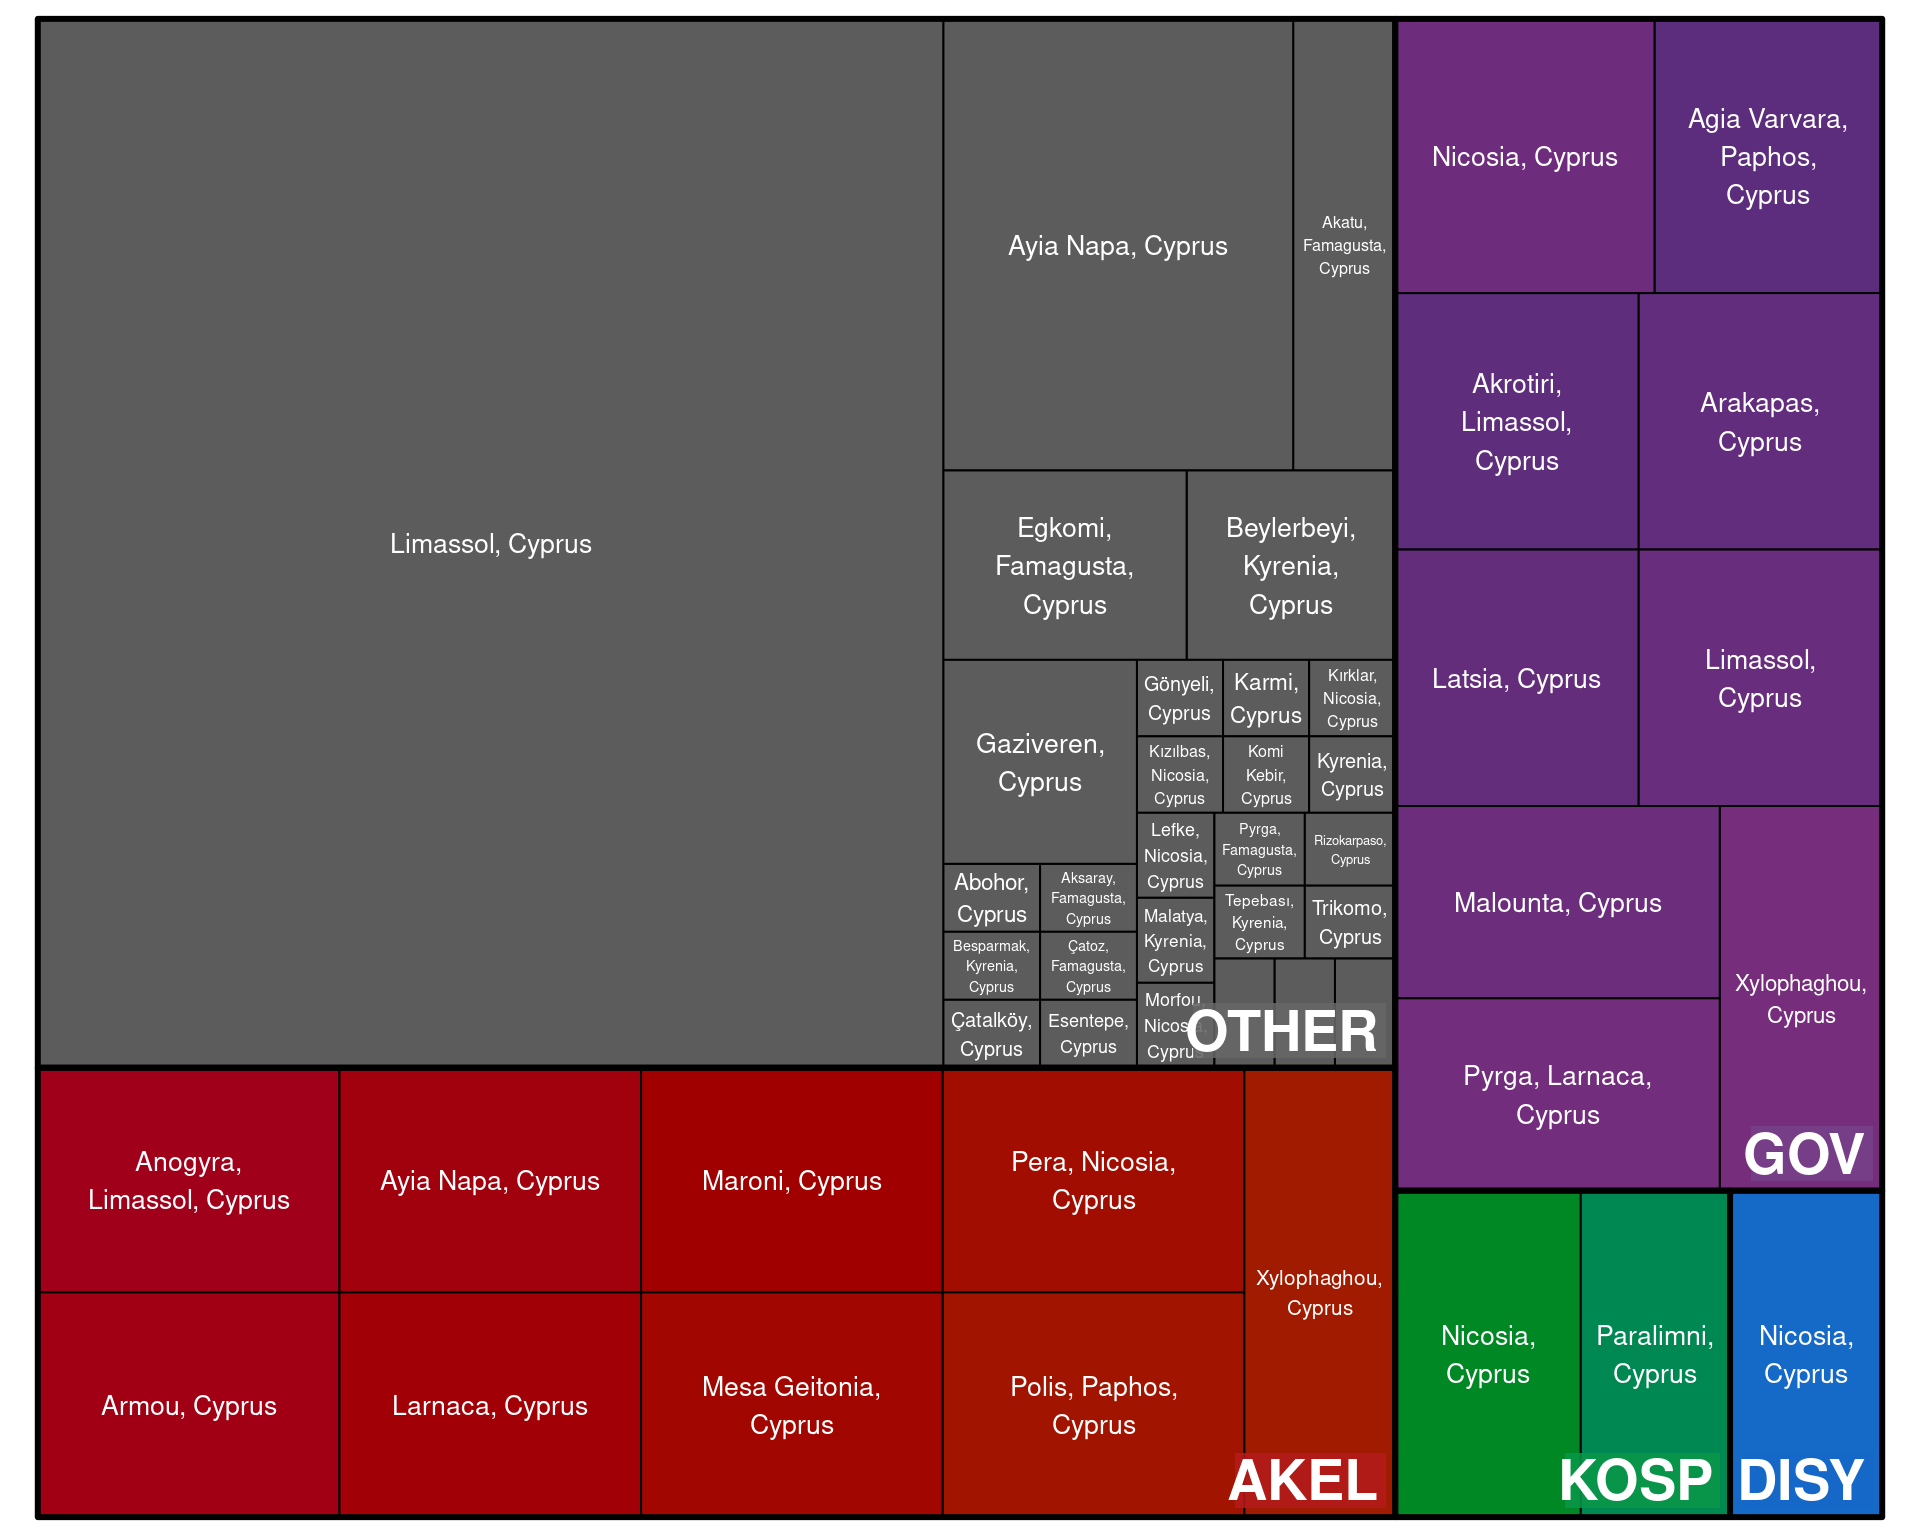 Limassol, Cyprus
Ayia Napa, Cyprus
Akatu,
Famagusta,
Cyprus
Egkomi,
Famagusta,
Cyprus
Beylerbeyi,
Kyrenia,
Cyprus
Gaziveren,
Cyprus
Gönyeli,
Cyprus
Karmi,
Cyprus
Kırklar,
Nicosia,
Cyprus
Kızılbas,
Nicosia,
Cyprus
Komi
Kebir,
Cyprus
Kyrenia,
Cyprus
Lefke,
Nicosia,
Cyprus
Pyrga,
Famagusta,
Cyprus
Rizokarpaso,
Cyprus
Abohor,
Cyprus
Aksaray,
Famagusta,
Cyprus
Malatya,
Kyrenia,
Cyprus
Tepebası,
Kyrenia,
Cyprus
Trikomo,
Cyprus
Besparmak,
Kyrenia,
Cyprus
Çatoz,
Famagusta,
Cyprus
Çatalköy,
Cyprus
Esentepe,
Cyprus
Morfou,
Nicosia,
Cyprus
OTHER
Nicosia, Cyprus
Agia Varvara,
Paphos,
Cyprus
Akrotiri,
Limassol,
Cyprus
Arakapas,
Cyprus
Latsia, Cyprus
Limassol,
Cyprus
Malounta, Cyprus
Xylophaghou,
Cyprus
Pyrga, Larnaca,
Cyprus
GOV
Anogyra,
Limassol, Cyprus
Ayia Napa, Cyprus
Maroni, Cyprus
Pera, Nicosia,
Cyprus
Xylophaghou,
Cyprus
Armou, Cyprus
Larnaca, Cyprus
Mesa Geitonia,
Cyprus
Polis, Paphos,
Cyprus
AKEL
Nicosia,
Cyprus
Paralimni,
Cyprus
KOSP
Nicosia,
Cyprus
DISY